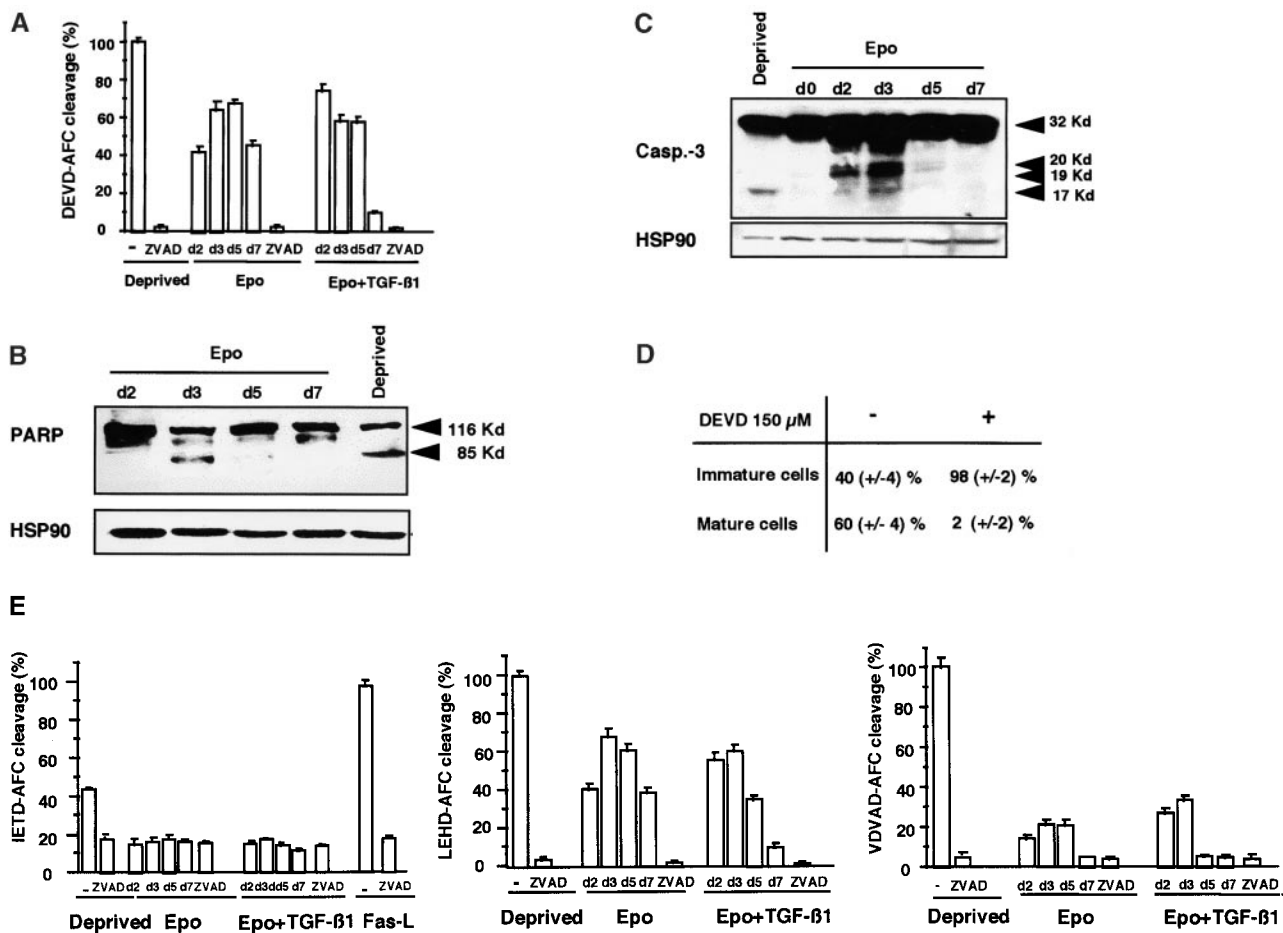 A
DEVD-AFC cleavage (%)
100
80
60
40
20
0
- ZVAD d2 d3 d5 d7 ZVAD d2 d3 d5 d7 ZVAD
Deprived Epo Epo+TGF-ß1
B
Epo
Deprived
d2 d3 d5 d7
PARP
116 Kd
85 Kd
HSP90
C
Deprived
Epo
d0 d2 d3 d5 d7
Casp.-3
32 Kd
20 Kd
19 Kd
17 Kd
HSP90
D
DEVD 150 µM - +
Immature cells 40 (+/-4) % 98 (+/-2) %
Mature cells 60 (+/- 4) % 2 (+/-2) %
E
IETD-AFC cleavage (%)
100
80
60
40
20
0
- ZVAD d2 d3 d5 d7 ZVAD d2 d3 dd5 d7 ZVAD - ZVAD
Deprived Epo Epo+TGF-ß1 Fas-L
LEHD-AFC cleavage (%)
100
80
60
40
20
0
- ZVAD d2 d3 d5 d7 ZVAD d2 d3 d5 d7 ZVAD
Deprived Epo Epo+TGF-ß1
VDVAD-AFC cleavage (%)
100
80
60
40
20
0
- ZVAD d2 d3 d5 d7 ZVAD d2 d3 d5 d7 ZVAD
Deprived Epo Epo+TGF-ß1